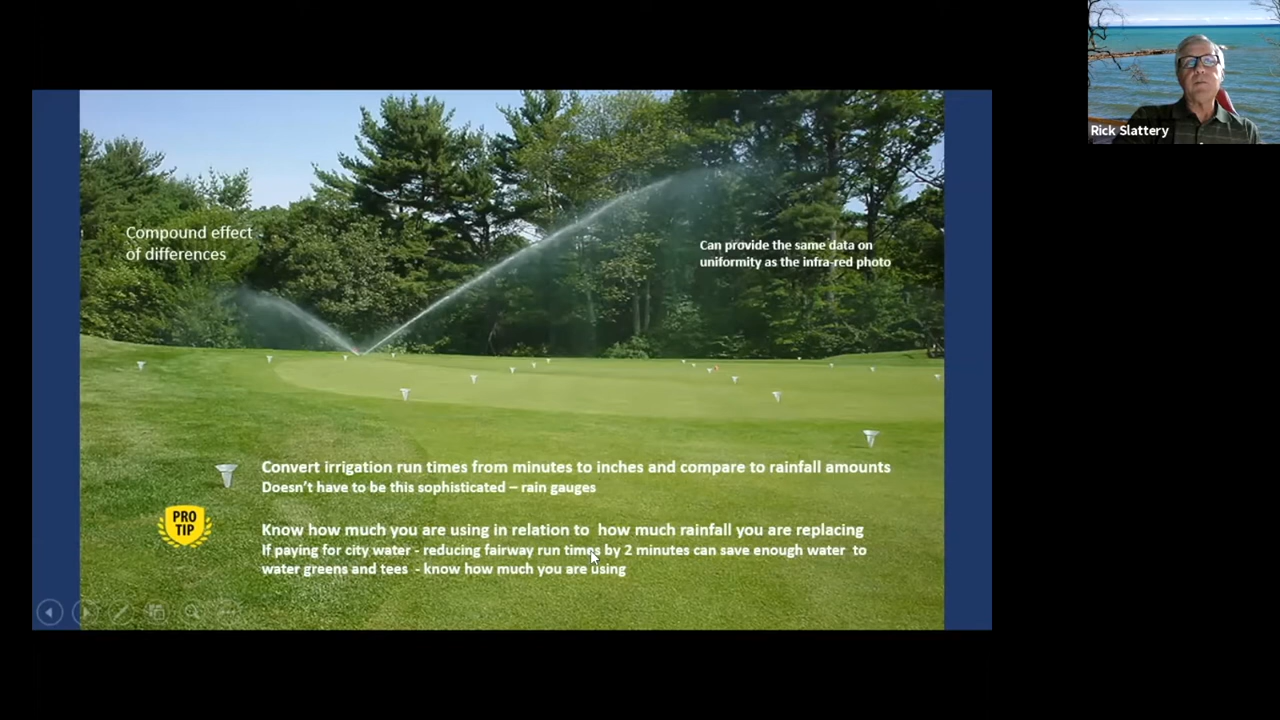 Rick Slattery
Compound effect
of differences
Can provide the same data on
uniformity as the infra-red photo
Convert irrigation run times from minutes to inches and compare to rainfall amounts
Doesn’t have to be this sophisticated – rain gauges
PRO
TIP
Know how much you are using in relation to how much rainfall you are replacing
If paying for city water - reducing fairway run times by 2 minutes can save enough water to
water greens and tees - know how much you are using